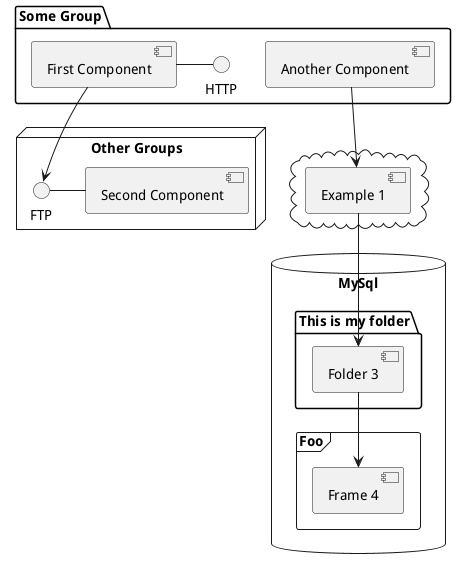 Some Group
First Component
HTTP
Another Component
Other Groups
FTP
Second Component
Example 1
MySql
This is my folder
Folder 3
Foo
Frame 4